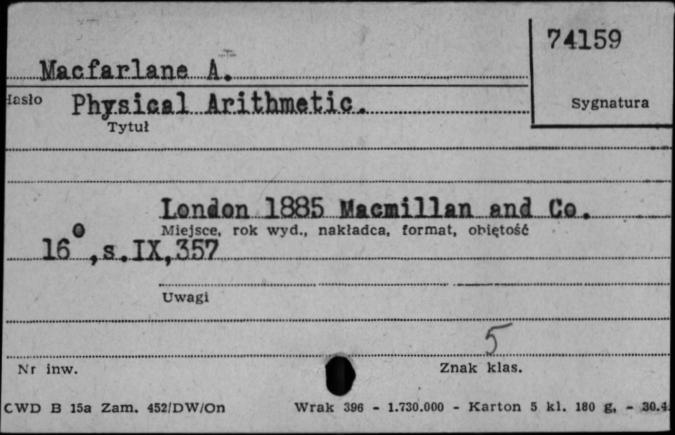 74159
Macfarlane A.
Hasło Physical Arithmetic. Sygnatura
Tytuł
London 1885 Macmillan and Co.
Miejsce, rok wyd., nakładca, format, objętość
16°,s.IX,357
Uwagi
5
Nr inw. Znak klas.
CWD B 15a Zam. 452/DW/On Wrak 396 - 1.730.000 - Karton 5 kl. 180 g, - 30.4